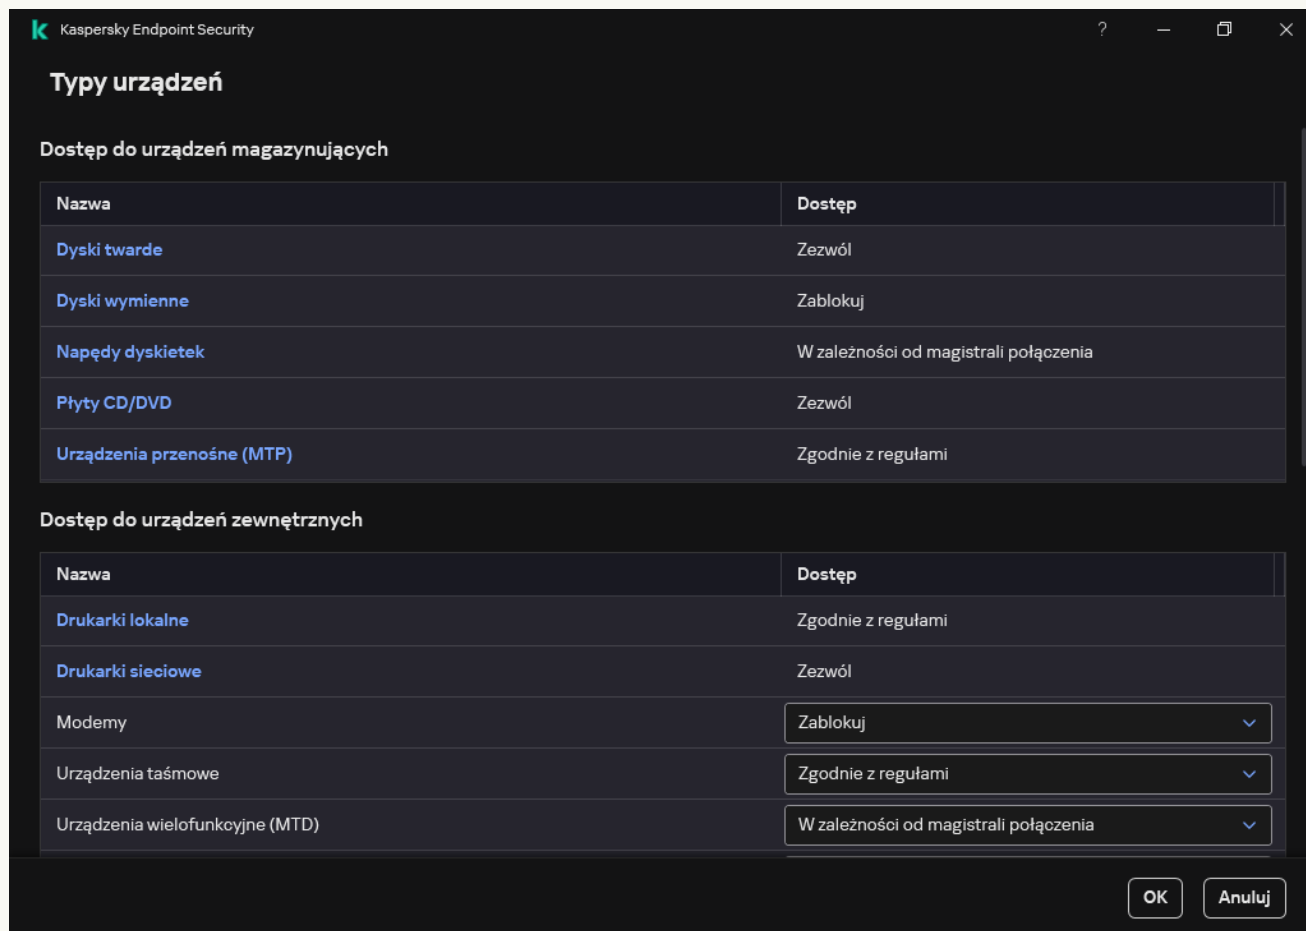 Kaspersky Endpoint Security
Typy urządzeń
Dostęp do urządzeń magazynujących
Nazwa Dostęp
Dyski twarde Zezwól
Dyski wymienne Zablokuj
Napędy dyskietek W zależności od magistrali połączenia
Płyty CD/DVD Zezwól
Urządzenia przenośne (MTP) Zgodnie z regułami
Dostęp do urządzeń zewnętrznych
Nazwa Dostęp
Drukarki lokalne Zgodnie z regułami
Drukarki sieciowe Zezwól
Modemy Zablokuj
Urządzenia taśmowe Zgodnie z regułami
Urządzenia wielofunkcyjne (MTD) W zależności od magistrali połączenia
OK Anuluj